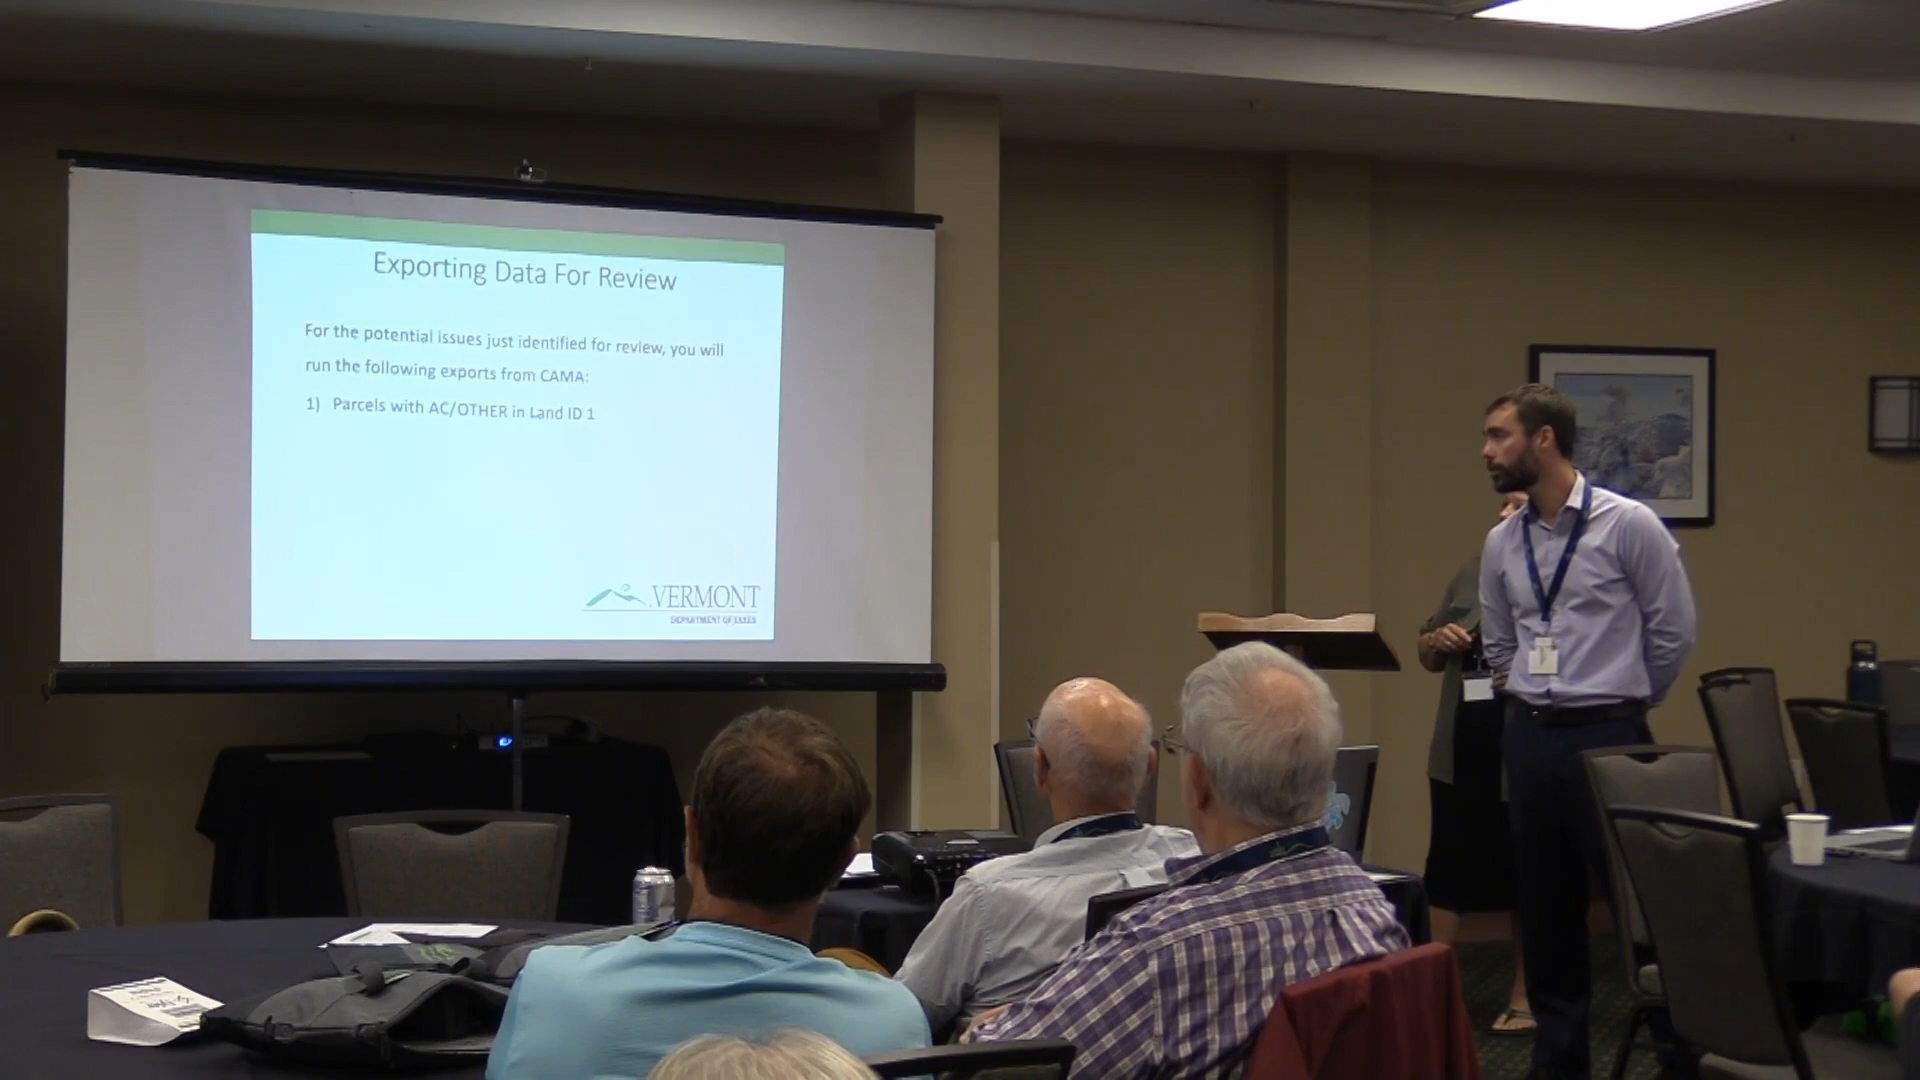 Exporting Data For Review
For the potential issues just identified for review, you will
run the following exports from CAMA:
1) Parcels with AC/OTHER in Land ID 1
VERMONT
DEPARTMENT OF TAXES